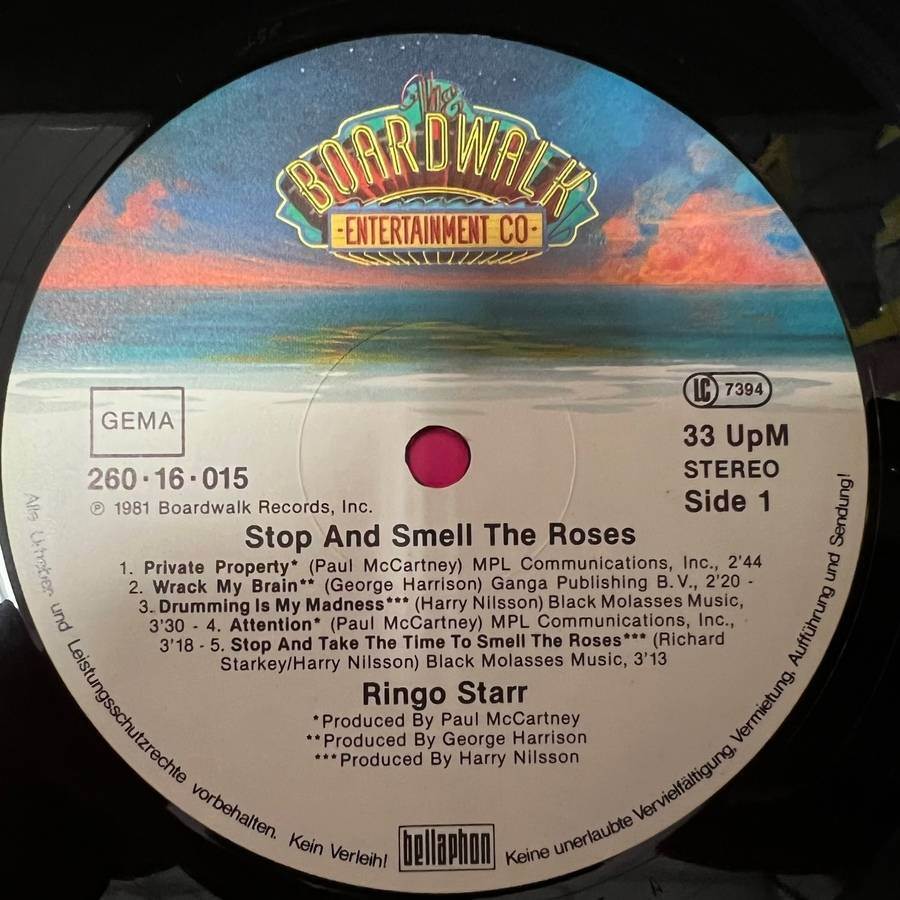 The
BOARDWALK
-ENTERTAINMENT CO-
GEMA
LC 7394
260·16·015
33 UpM
STEREO
℗ 1981 Boardwalk Records, Inc.
Side 1
Stop And Smell The Roses
1. Private Property* (Paul McCartney) MPL Communications, Inc., 2'44
2. Wrack My Brain** (George Harrison) Ganga Publishing B.V., 2'20 -
3. Drumming Is My Madness*** (Harry Nilsson) Black Molasses Music,
3'30 - 4. Attention* (Paul McCartney) MPL Communications, Inc.,
3'18 - 5. Stop And Take The Time To Smell The Roses*** (Richard
Starkey/Harry Nilsson) Black Molasses Music, 3'13
Ringo Starr
*Produced By Paul McCartney
**Produced By George Harrison
***Produced By Harry Nilsson
Alle Urheber- und Leistungsschutzrechte vorbehalten. Kein Verleih! Keine unerlaubte Vervielfältigung, Vermietung, Aufführung und Sendung!
bellaphon